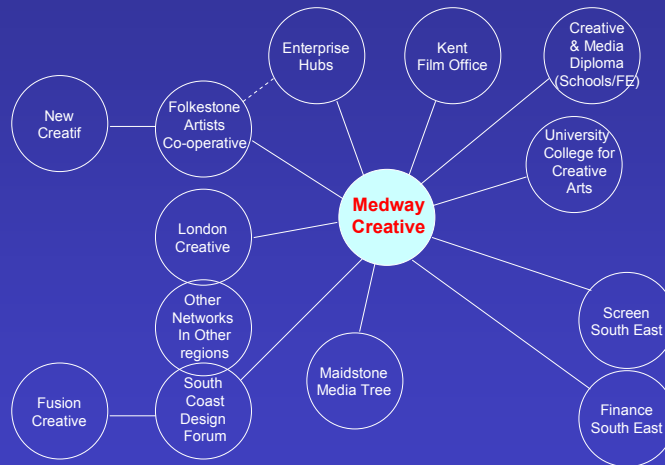 Enterprise
Hubs
Kent
Film Office
Creative
& Media
Diploma
(Schools/FE)
New
Creatif
Folkestone
Artists
Co-operative
University
College for
Creative
Arts
Medway
Creative
London
Creative
Other
Networks
In Other
regions
Screen
South East
Maidstone
Media Tree
Fusion
Creative
South
Coast
Design
Forum
Finance
South East